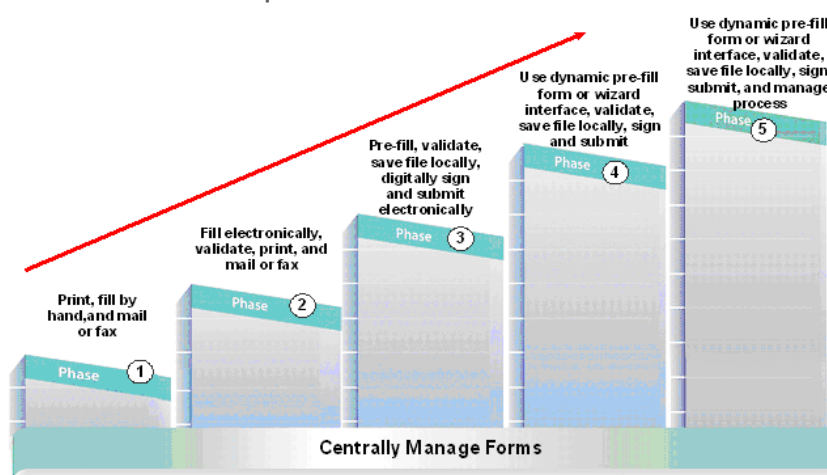 Print, fill by
hand,and mail
or fax
Phase 1
Fill electronically,
validate, print, and
mail or fax
Phase 2
Pre-fill, validate,
save file locally,
digitally sign
and submit
electronically
Phase 3
Use dynamic pre-fill
form or wizard
interface, validate,
save file locally, sign
and submit
Phase 4
Use dynamic pre-fill
form or wizard
interface, validate,
save file locally, sign
submit, and manage
process
Phase 5
Centrally Manage Forms